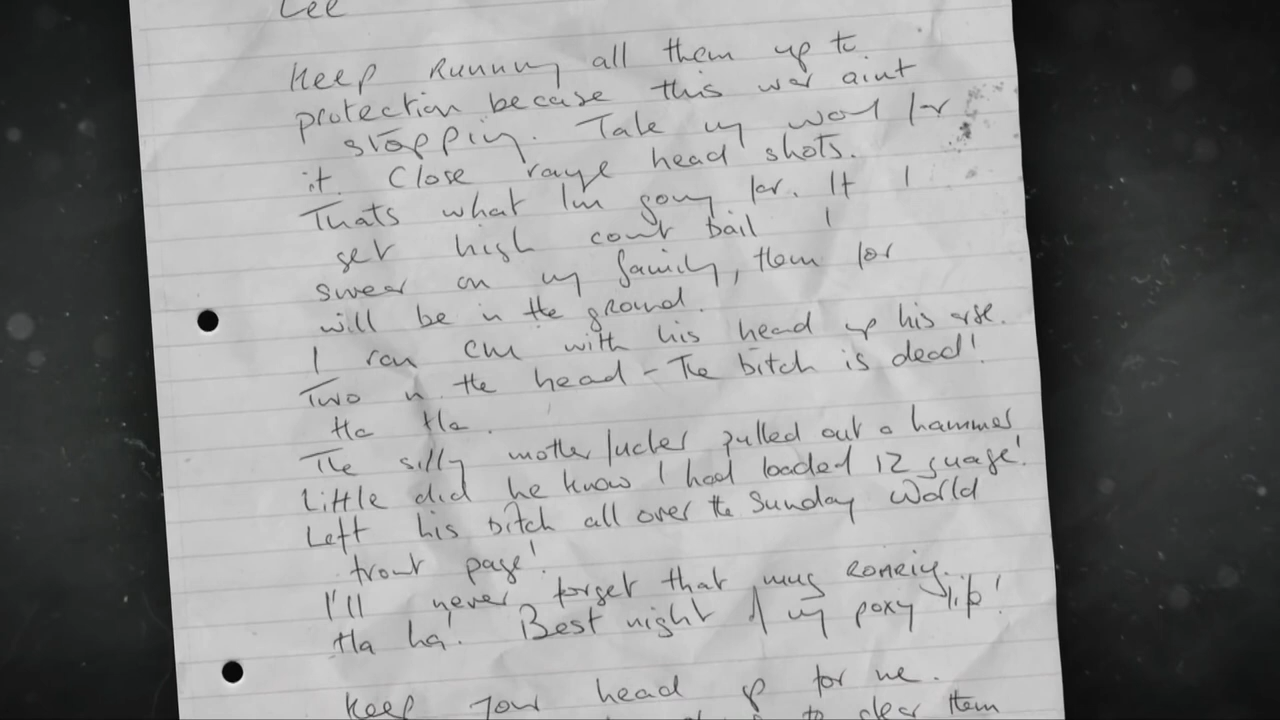 Lee
Keep Running all them up to
protection becase this war aint
stopping. Take my word for
it. Close range head shots.
Thats what Im going for. If I
get high court bail I
swear on my family, them for
will be in the ground.
I ran with his head up his arse.
Two in the head - The bitch is dead!
Ha Ha.
The silly motherfucker pulled out a hammer
Little did he know I had loaded 12 guage!
Left his bitch all over the Sunday World
front page!
I'll never forget that mug roaring.
Ha ha! Best night of my poxy life!
Keep your head up for me.
to clear them